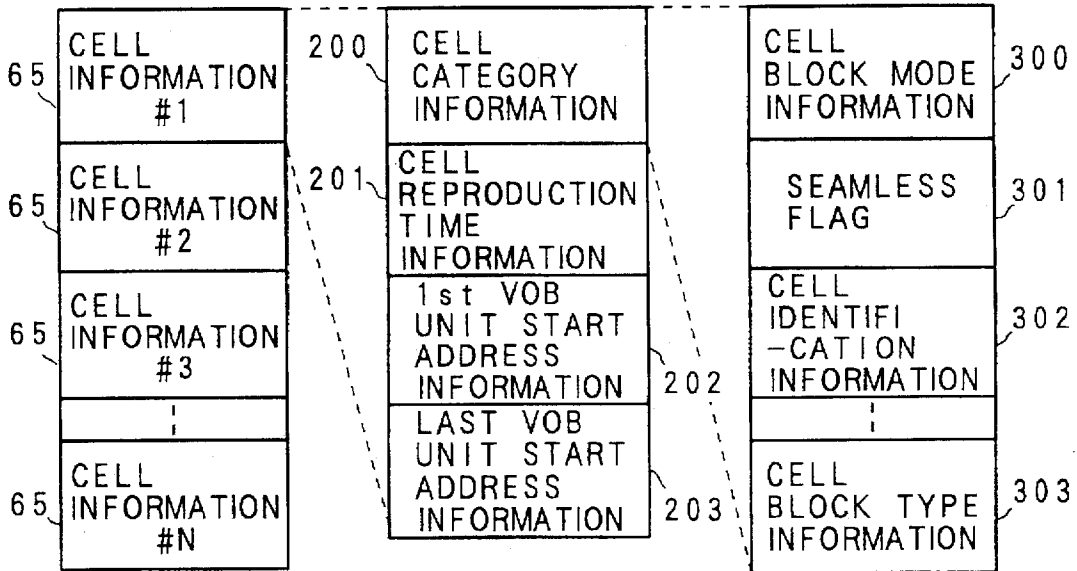 65
CELL
INFORMATION
#1
65
CELL
INFORMATION
#2
65
CELL
INFORMATION
#3
65
CELL
INFORMATION
#N
200
CELL
CATEGORY
INFORMATION
201
CELL
REPRODUCTION
TIME
INFORMATION
1st VOB
UNIT START
ADDRESS
INFORMATION
202
LAST VOB
UNIT START
ADDRESS
INFORMATION
203
CELL
BLOCK MODE
INFORMATION
300
SEAMLESS
FLAG
301
CELL
IDENTIFI
-CATION
INFORMATION
302
CELL
BLOCK TYPE
INFORMATION
303